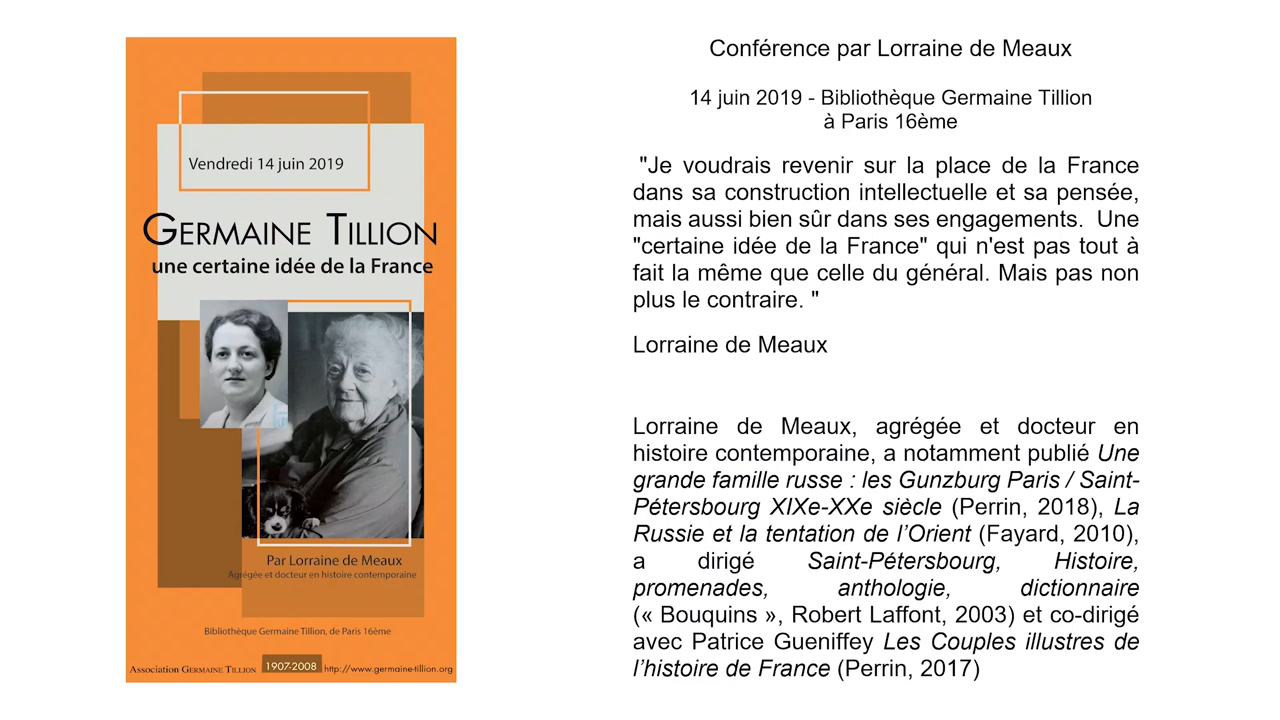 Vendredi 14 juin 2019
GERMAINE TILLION
une certaine idée de la France
Par Lorraine de Meaux
Agrégée et docteur en histoire contemporaine
Bibliothèque Germaine Tillion, de Paris 16ème
Association GERMAINE TILLION 1907-2008 http://www.germaine-tillion.org
Conférence par Lorraine de Meaux
14 juin 2019 - Bibliothèque Germaine Tillion
à Paris 16ème
"Je voudrais revenir sur la place de la France
dans sa construction intellectuelle et sa pensée,
mais aussi bien sûr dans ses engagements. Une
"certaine idée de la France" qui n'est pas tout à
fait la même que celle du général. Mais pas non
plus le contraire. "
Lorraine de Meaux
Lorraine de Meaux, agrégée et docteur en
histoire contemporaine, a notamment publié Une
grande famille russe : les Gunzburg Paris / Saint-
Pétersbourg XIXe-XXe siècle (Perrin, 2018), La
Russie et la tentation de l’Orient (Fayard, 2010),
a dirigé Saint-Pétersbourg, Histoire,
promenades, anthologie, dictionnaire
(« Bouquins », Robert Laffont, 2003) et co-dirigé
avec Patrice Gueniffey Les Couples illustres de
l’histoire de France (Perrin, 2017)